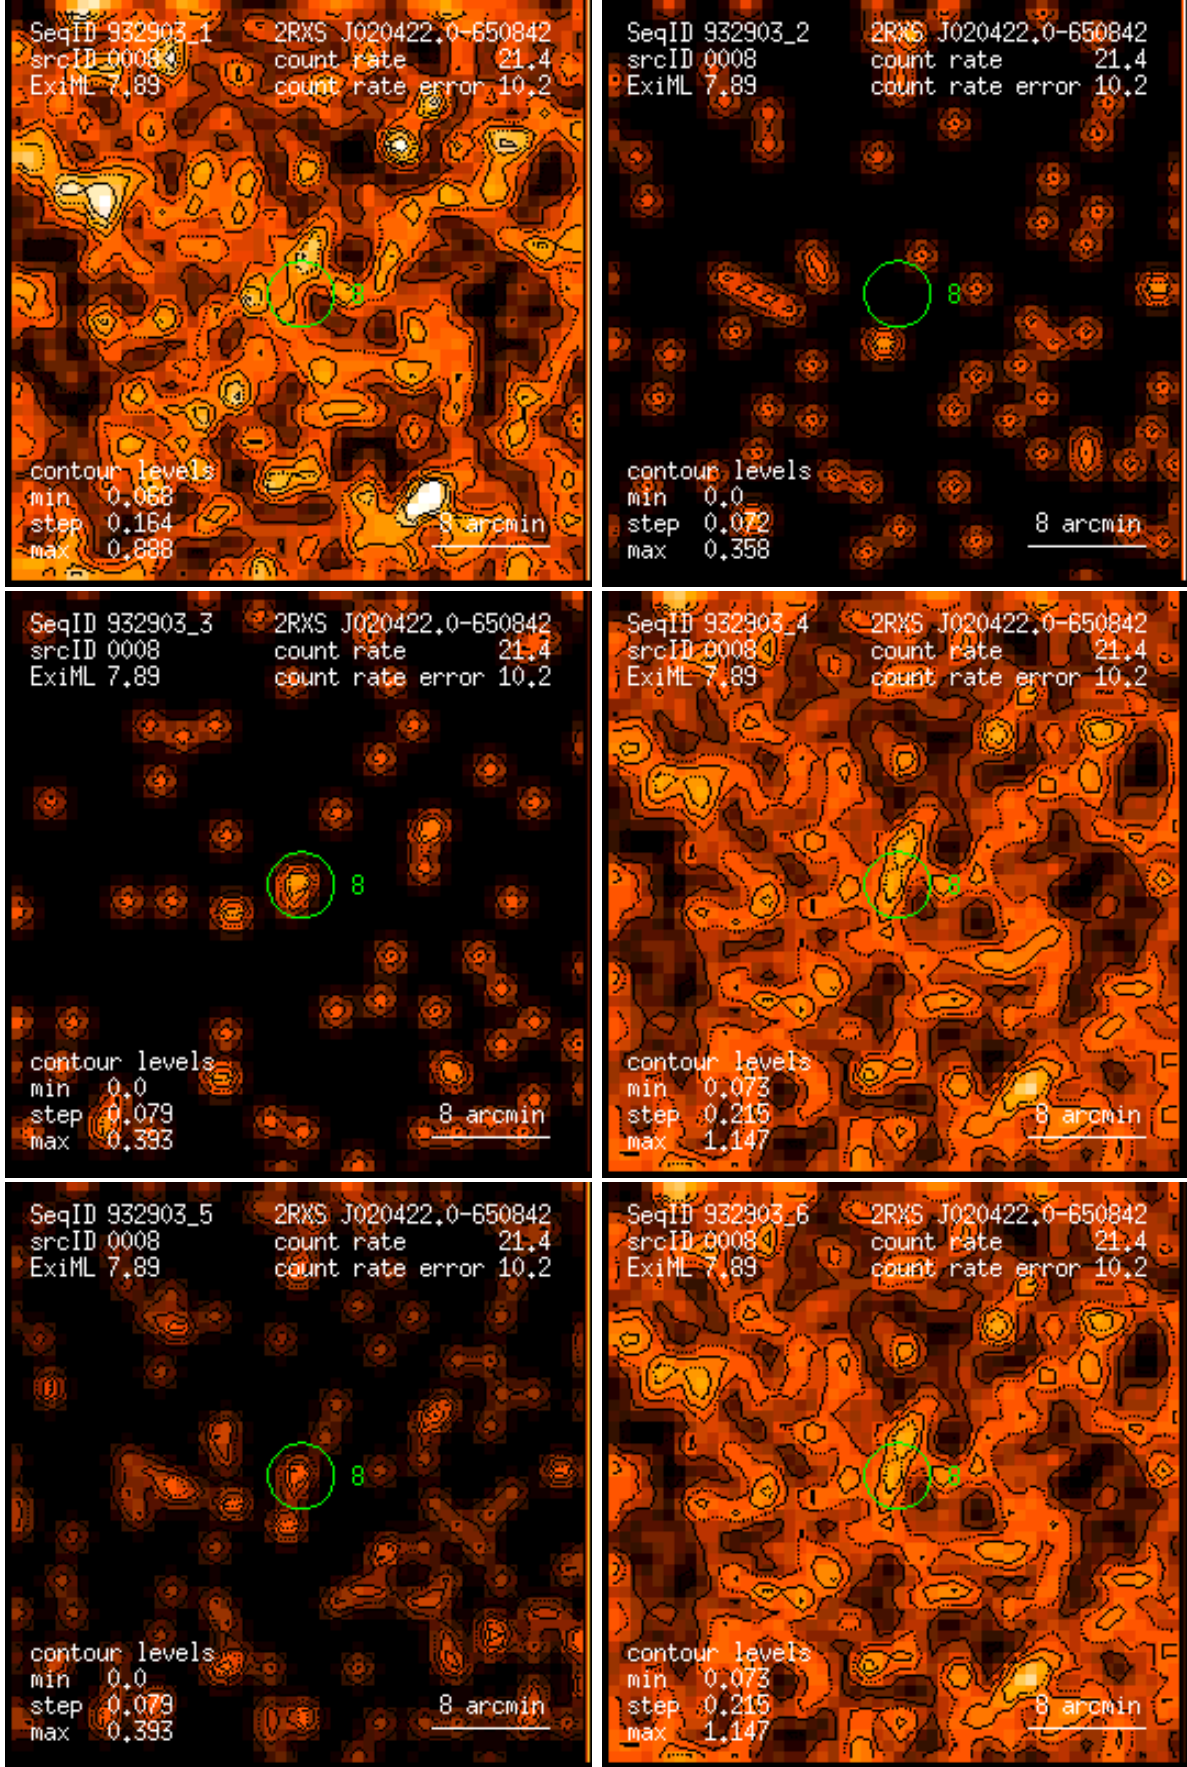 SeqID 932903_1 2RXS J020422.0-650842
srcID 0008 count rate 21.4
ExiML 7.89 count rate error 10.2
8
contour levels
min 0.068
step 0.164 8 arcmin
max 0.888
SeqID 932903_2 2RXS J020422.0-650842
srcID 0008 count rate 21.4
ExiML 7.89 count rate error 10.2
8
contour levels
min 0.0
step 0.072 8 arcmin
max 0.358
SeqID 932903_3 2RXS J020422.0-650842
srcID 0008 count rate 21.4
ExiML 7.89 count rate error 10.2
8
contour levels
min 0.0
step 0.079 8 arcmin
max 0.393
SeqID 932903_4 2RXS J020422.0-650842
srcID 0008 count rate 21.4
ExiML 7.89 count rate error 10.2
8
contour levels
min 0.073
step 0.215 8 arcmin
max 1.147
SeqID 932903_5 2RXS J020422.0-650842
srcID 0008 count rate 21.4
ExiML 7.89 count rate error 10.2
8
contour levels
min 0.0
step 0.079 8 arcmin
max 0.393
SeqID 932903_6 2RXS J020422.0-650842
srcID 0008 count rate 21.4
ExiML 7.89 count rate error 10.2
8
contour levels
min 0.073
step 0.215 8 arcmin
max 1.147